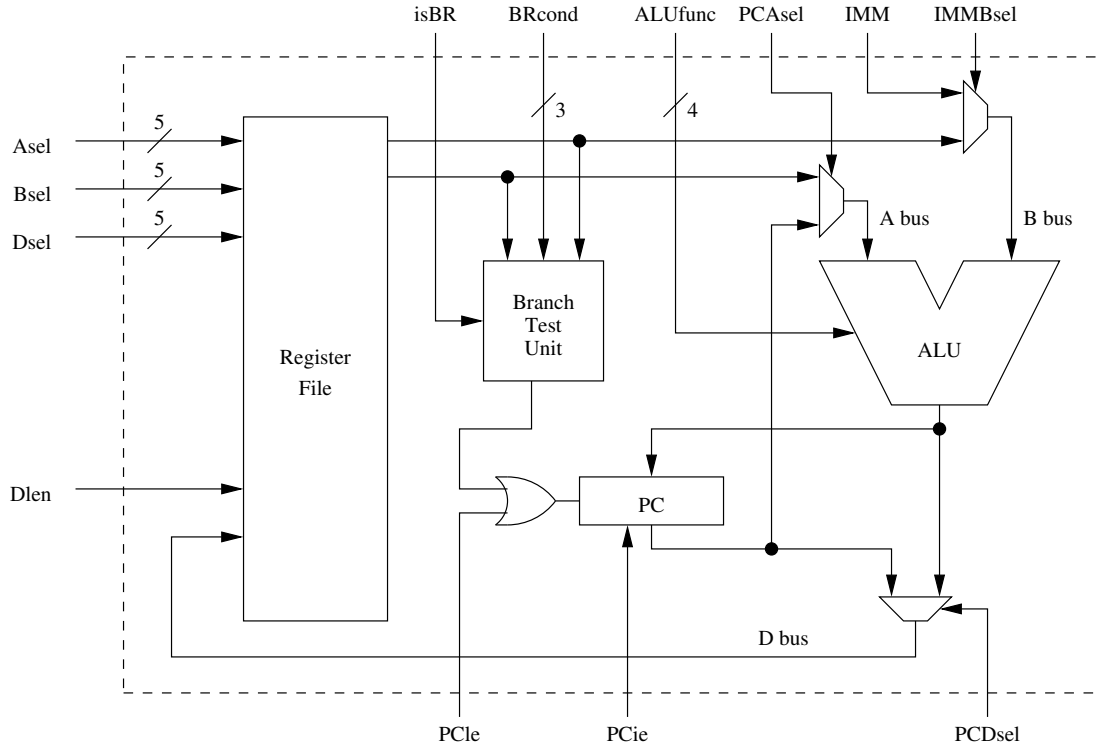 isBR BRcond ALUfunc PCAsel IMM IMMBsel
3 4
5
Asel
5
Bsel
5
Dsel
A bus B bus
Branch
Test
Unit
ALU
Register
File
Dlen
PC
D bus
PCle PCie PCDsel